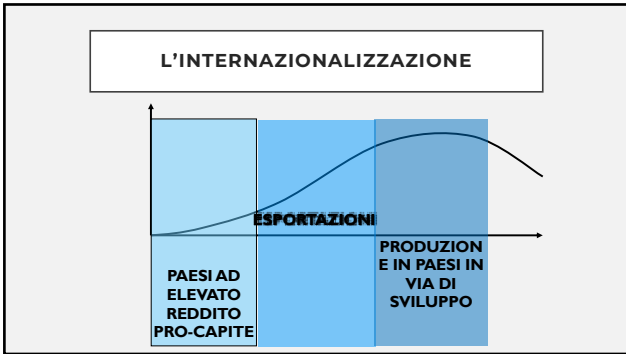 L'INTERNAZIONALIZZAZIONE
ESPORTAZIONI
PAESI AD
ELEVATO
REDDITO
PRO-CAPITE
PRODUZION
E IN PAESI IN
VIA DI
SVILUPPO